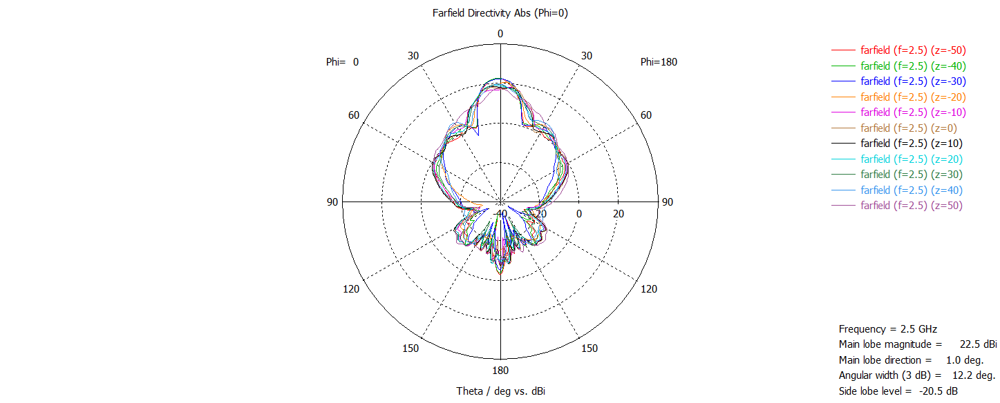 Farfield Directivity Abs (Phi=0)
0
Phi= 0
30
30
Phi=180
60
60
90
-40
-20
0
20
90
120
120
150
150
180
Theta / deg vs. dBi
farfield (f=2.5) (z=-50)
farfield (f=2.5) (z=-40)
farfield (f=2.5) (z=-30)
farfield (f=2.5) (z=-20)
farfield (f=2.5) (z=-10)
farfield (f=2.5) (z=0)
farfield (f=2.5) (z=10)
farfield (f=2.5) (z=20)
farfield (f=2.5) (z=30)
farfield (f=2.5) (z=40)
farfield (f=2.5) (z=50)
Frequency = 2.5 GHz
Main lobe magnitude = 22.5 dBi
Main lobe direction = 1.0 deg.
Angular width (3 dB) = 12.2 deg.
Side lobe level = -20.5 dB